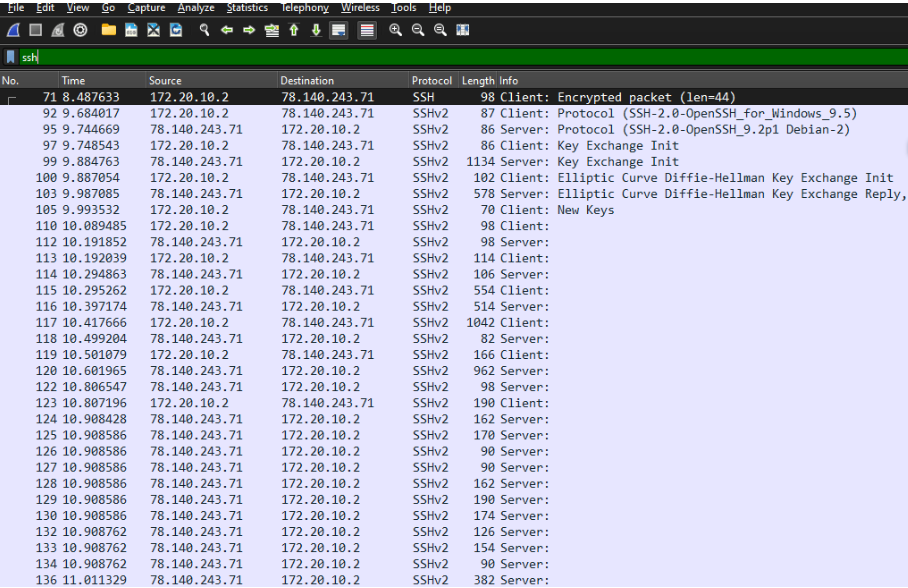 File Edit View Go Capture Analyze Statistics Telephony Wireless Tools Help
ssh
No. Time Source Destination Protocol Length Info
71 8.487633 172.20.10.2 78.140.243.71 SSH 98 Client: Encrypted packet (len=44)
92 9.684017 172.20.10.2 78.140.243.71 SSHv2 87 Client: Protocol (SSH-2.0-OpenSSH_for_Windows_9.5)
95 9.744669 78.140.243.71 172.20.10.2 SSHv2 86 Server: Protocol (SSH-2.0-OpenSSH_9.2p1 Debian-2)
97 9.748543 172.20.10.2 78.140.243.71 SSHv2 86 Client: Key Exchange Init
99 9.884763 78.140.243.71 172.20.10.2 SSHv2 1134 Server: Key Exchange Init
100 9.887054 172.20.10.2 78.140.243.71 SSHv2 102 Client: Elliptic Curve Diffie-Hellman Key Exchange Init
103 9.987085 78.140.243.71 172.20.10.2 SSHv2 578 Server: Elliptic Curve Diffie-Hellman Key Exchange Reply,
105 9.993532 172.20.10.2 78.140.243.71 SSHv2 70 Client: New Keys
110 10.089485 172.20.10.2 78.140.243.71 SSHv2 98 Client:
112 10.191852 78.140.243.71 172.20.10.2 SSHv2 98 Server:
113 10.192039 172.20.10.2 78.140.243.71 SSHv2 114 Client:
114 10.294863 78.140.243.71 172.20.10.2 SSHv2 106 Server:
115 10.295262 172.20.10.2 78.140.243.71 SSHv2 554 Client:
116 10.397174 78.140.243.71 172.20.10.2 SSHv2 514 Server:
117 10.417666 172.20.10.2 78.140.243.71 SSHv2 1042 Client:
118 10.499204 78.140.243.71 172.20.10.2 SSHv2 82 Server:
119 10.501079 172.20.10.2 78.140.243.71 SSHv2 166 Client:
120 10.601965 78.140.243.71 172.20.10.2 SSHv2 962 Server:
122 10.806547 78.140.243.71 172.20.10.2 SSHv2 98 Server:
123 10.807196 172.20.10.2 78.140.243.71 SSHv2 190 Client:
124 10.908428 78.140.243.71 172.20.10.2 SSHv2 162 Server:
125 10.908586 78.140.243.71 172.20.10.2 SSHv2 170 Server:
126 10.908586 78.140.243.71 172.20.10.2 SSHv2 90 Server:
127 10.908586 78.140.243.71 172.20.10.2 SSHv2 90 Server:
128 10.908586 78.140.243.71 172.20.10.2 SSHv2 162 Server:
129 10.908586 78.140.243.71 172.20.10.2 SSHv2 190 Server:
130 10.908586 78.140.243.71 172.20.10.2 SSHv2 174 Server:
132 10.908762 78.140.243.71 172.20.10.2 SSHv2 126 Server:
133 10.908762 78.140.243.71 172.20.10.2 SSHv2 154 Server:
134 10.908762 78.140.243.71 172.20.10.2 SSHv2 90 Server:
136 11.011329 78.140.243.71 172.20.10.2 SSHv2 382 Server: